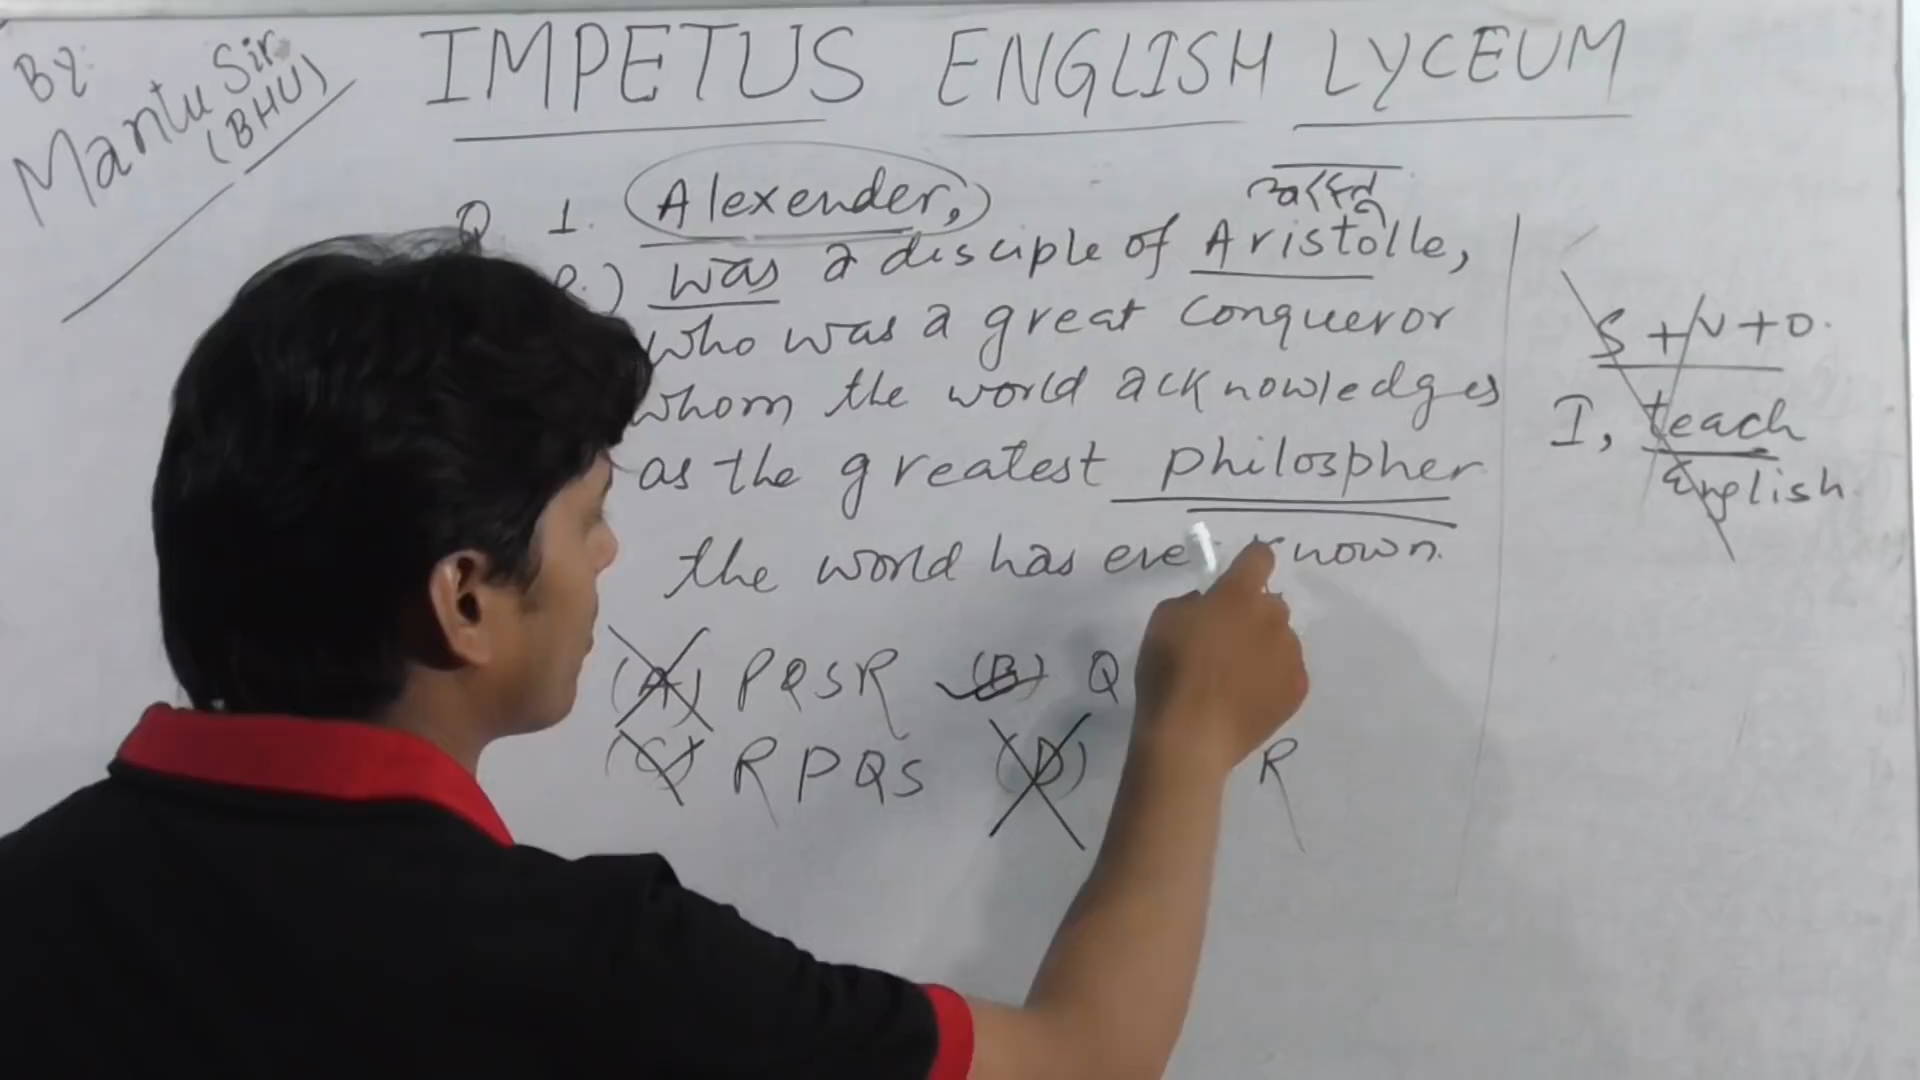 By:
Mantu Sir
(BHU)
IMPETUS ENGLISH LYCEUM
Q 1. Alexender,
अरस्तु
was a disciple of Aristolle,
who was a great conqueror
whom the world acknowledges
as the greatest philospher
the world has eve known.
(A) PQSR (B) Q
(C) RPQS (D) R
S + V + O.
I, teach
English